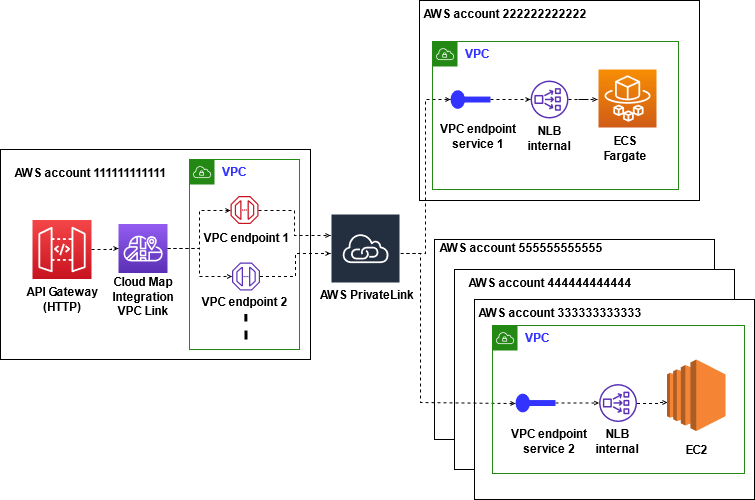 AWS account 222222222222
VPC
VPC endpoint
service 1
NLB
internal
ECS
Fargate
AWS account 111111111111
VPC
API Gateway
(HTTP)
Cloud Map
Integration
VPC Link
VPC endpoint 1
VPC endpoint 2
AWS PrivateLink
AWS account 555555555555
AWS account 444444444444
AWS account 333333333333
VPC
VPC endpoint
service 2
NLB
internal
EC2